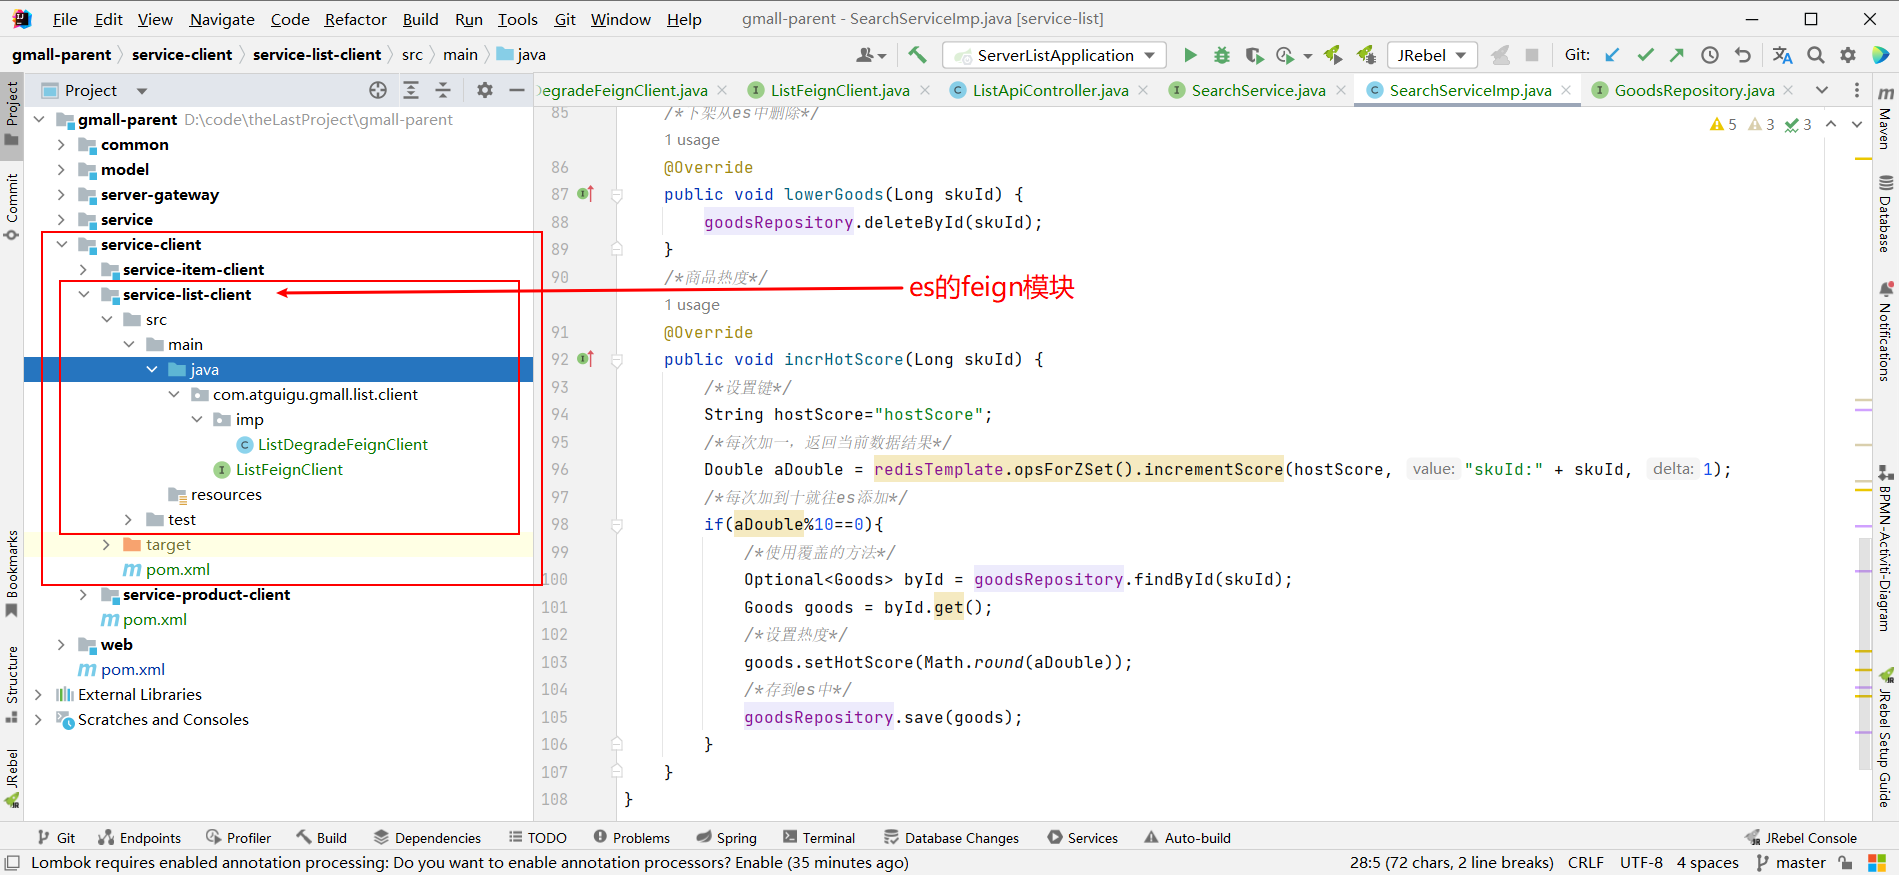 File Edit View Navigate Code Refactor Build Run Tools Git Window Help gmall-parent - SearchServiceImp.java [service-list]
gmall-parent service-client service-list-client src main java ServerListApplication JRebel Git:
Project
DegradeFeignClient.java ListFeignClient.java ListApiController.java SearchService.java SearchServiceImp.java GoodsRepository.java
5 3 3
gmall-parent D:\code\theLastProject\gmall-parent
common
model
server-gateway
service
service-client
service-item-client
service-list-client
src
main
java
com.atguigu.gmall.list.client
imp
ListDegradeFeignClient
ListFeignClient
resources
test
target
pom.xml
service-product-client
pom.xml
web
pom.xml
External Libraries
Scratches and Consoles
es的feign模块
85 /*下架从es中删除*/
1 usage
86 @Override
87 public void lowerGoods(Long skuId) {
88 goodsRepository.deleteById(skuId);
89 }
90 /*商品热度*/
1 usage
91 @Override
92 public void incrHotScore(Long skuId) {
93 /*设置键*/
94 String hostScore="hostScore";
95 /*每次加一，返回当前数据结果*/
96 Double aDouble = redisTemplate.opsForZSet().incrementScore(hostScore, value: "skuId:" + skuId, delta: 1);
97 /*每次加到十就往es添加*/
98 if(aDouble%10==0){
99 /*使用覆盖的方法*/
100 Optional<Goods> byId = goodsRepository.findById(skuId);
101 Goods goods = byId.get();
102 /*设置热度*/
103 goods.setHotScore(Math.round(aDouble));
104 /*存到es中*/
105 goodsRepository.save(goods);
106 }
107 }
108 }
Project
Commit
Bookmarks
Structure
JRebel
Maven
Database
Notifications
BPMN-Activiti-Diagram
JRebel Setup Guide
Git Endpoints Profiler Build Dependencies TODO Problems Spring Terminal Database Changes Services Auto-build JRebel Console
Lombok requires enabled annotation processing: Do you want to enable annotation processors? Enable (35 minutes ago) 28:5 (72 chars, 2 line breaks) CRLF UTF-8 4 spaces master